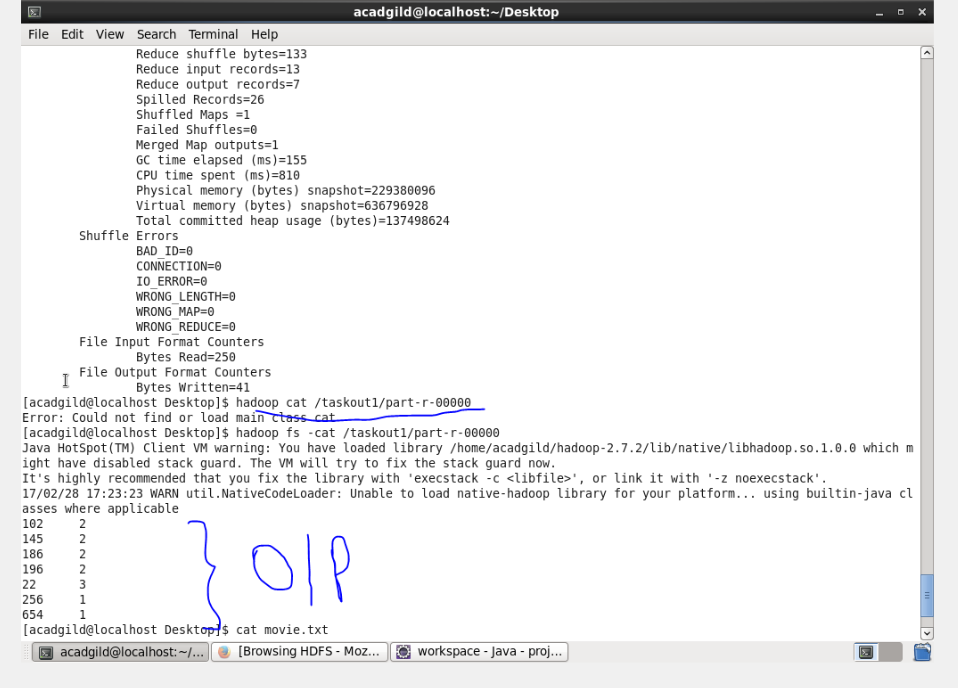 acadgild@localhost:~/Desktop
File Edit View Search Terminal Help
Reduce shuffle bytes=133
Reduce input records=13
Reduce output records=7
Spilled Records=26
Shuffled Maps =1
Failed Shuffles=0
Merged Map outputs=1
GC time elapsed (ms)=155
CPU time spent (ms)=810
Physical memory (bytes) snapshot=229380096
Virtual memory (bytes) snapshot=636796928
Total committed heap usage (bytes)=137498624
Shuffle Errors
BAD_ID=0
CONNECTION=0
IO_ERROR=0
WRONG_LENGTH=0
WRONG_MAP=0
WRONG_REDUCE=0
File Input Format Counters
Bytes Read=250
File Output Format Counters
Bytes Written=41
[acadgild@localhost Desktop]$ hadoop cat /taskout1/part-r-00000
Error: Could not find or load main class cat
[acadgild@localhost Desktop]$ hadoop fs -cat /taskout1/part-r-00000
Java HotSpot(TM) Client VM warning: You have loaded library /home/acadgild/hadoop-2.7.2/lib/native/libhadoop.so.1.0.0 which m
ight have disabled stack guard. The VM will try to fix the stack guard now.
It's highly recommended that you fix the library with 'execstack -c <libfile>', or link it with '-z noexecstack'.
17/02/28 17:23:23 WARN util.NativeCodeLoader: Unable to load native-hadoop library for your platform... using builtin-java cl
asses where applicable
102 2
145 2
186 2
196 2
22 3
256 1
654 1
} O|P
[acadgild@localhost Desktop]$ cat movie.txt
acadgild@localhost:~/... [Browsing HDFS - Moz... workspace - Java - proj...